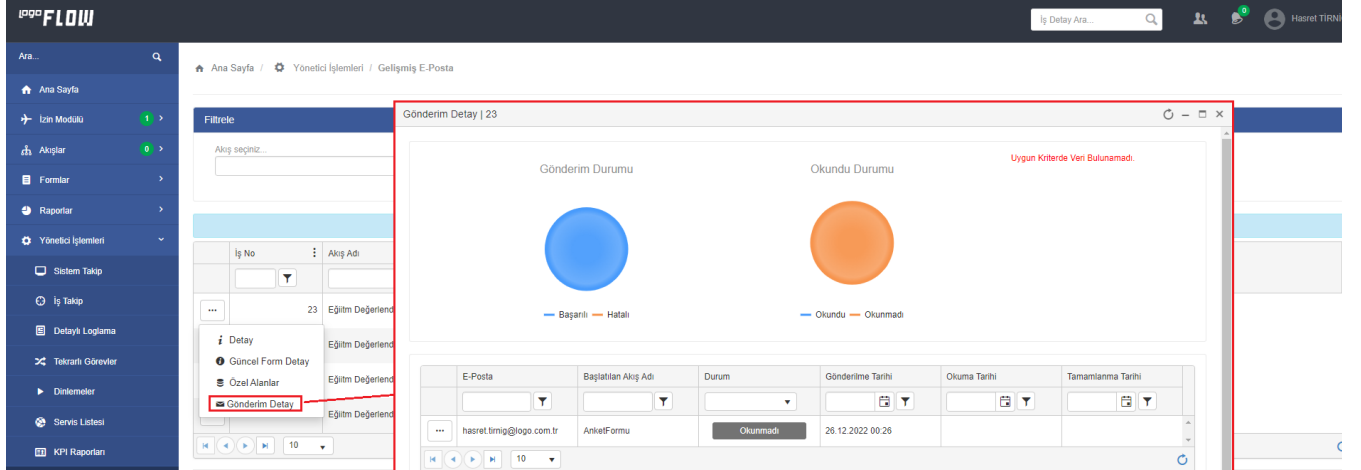 logo FLOW
İş Detay Ara...
0
Hasret TİRNİ
Ara...
Ana Sayfa / Yönetici İşlemleri / Gelişmiş E-Posta
Ana Sayfa
İzin Modülü 1
Akışlar 0
Formlar
Raporlar
Yönetici İşlemleri
Sistem Takip
İş Takip
Detaylı Loglama
Tekrarlı Görevler
Dinlemeler
Servis Listesi
KPI Raporları
Filtrele
Akış seçiniz...
İş No
Akış Adı
23 Eğiitm Değerlend
Eğiitm Değerlend
Eğiitm Değerlend
Eğiitm Değerlend
Detay
Güncel Form Detay
Özel Alanlar
Gönderim Detay
10
Gönderim Detay | 23
Gönderim Durumu
Okundu Durumu
Uygun Kriterde Veri Bulunamadı.
Başarılı Hatalı
Okundu Okunmadı
E-Posta Başlatılan Akış Adı Durum Gönderilme Tarihi Okuma Tarihi Tamamlanma Tarihi
hasret.tirnig@logo.com.tr AnketFormu Okunmadı 26.12.2022 00:26
10